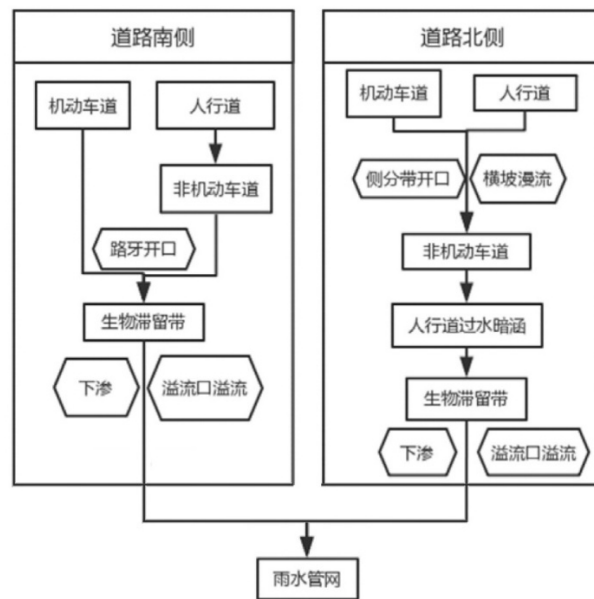 道路南侧
机动车道
人行道
非机动车道
路牙开口
生物滞留带
下渗
溢流口溢流
道路北侧
机动车道
人行道
侧分带开口
横坡漫流
非机动车道
人行道过水暗涵
生物滞留带
下渗
溢流口溢流
雨水管网